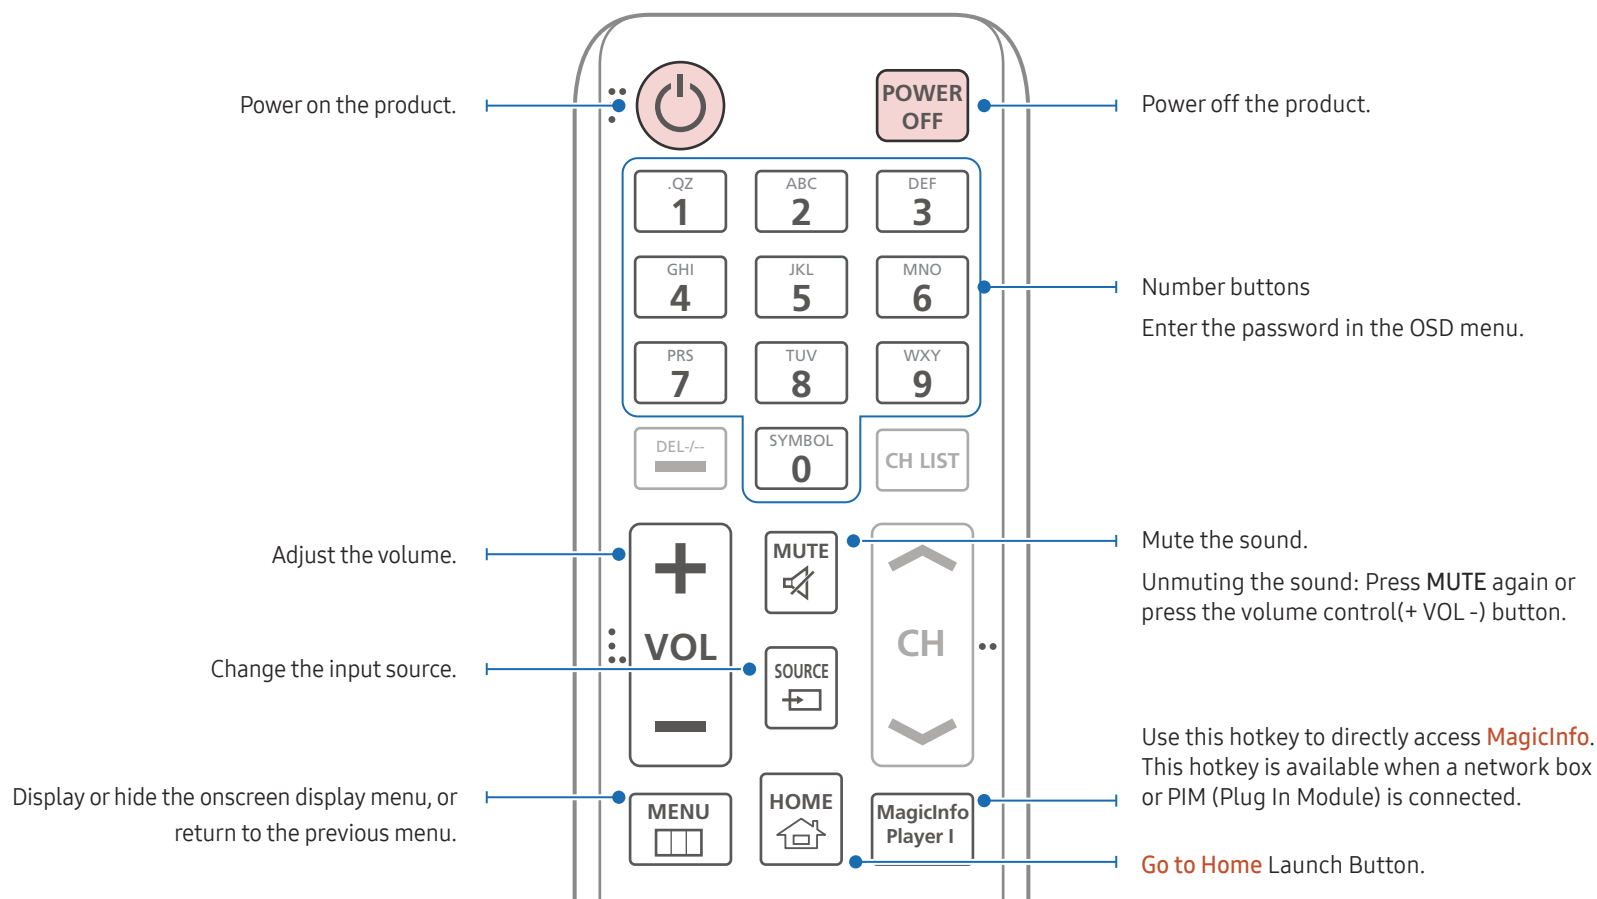 Power on the product.
POWER
OFF
Power off the product.
.QZ
1
ABC
2
DEF
3
GHI
4
JKL
5
MNO
6
Number buttons
Enter the password in the OSD menu.
PRS
7
TUV
8
WXY
9
DEL-/--
SYMBOL
0
CH LIST
Adjust the volume.
VOL
MUTE
CH
Mute the sound.
Unmuting the sound: Press MUTE again or
press the volume control(+ VOL -) button.
Change the input source.
SOURCE
Use this hotkey to directly access MagicInfo.
This hotkey is available when a network box
or PIM (Plug In Module) is connected.
Display or hide the onscreen display menu, or
return to the previous menu.
MENU
HOME
MagicInfo
Player I
Go to Home Launch Button.